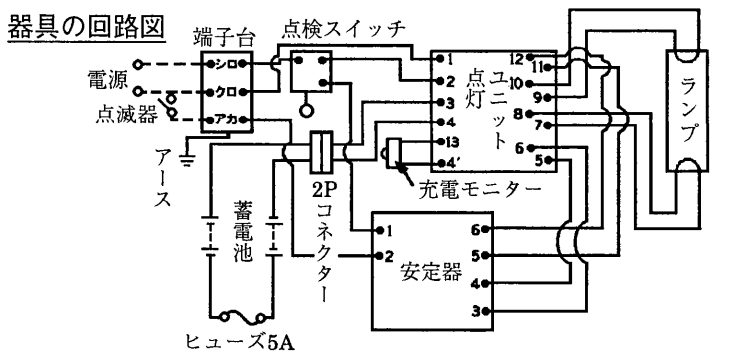 器具の回路図
点検スイッチ
端子台
電源
点滅器
シロ
クロ
アカ
アース
点灯
ユニット
1
2
3
4
13
4'
12
11
10
9
8
7
6
5
ランプ
2Pコネクター
充電モニター
蓄電池
ヒューズ5A
安定器
1
2
6
5
4
3